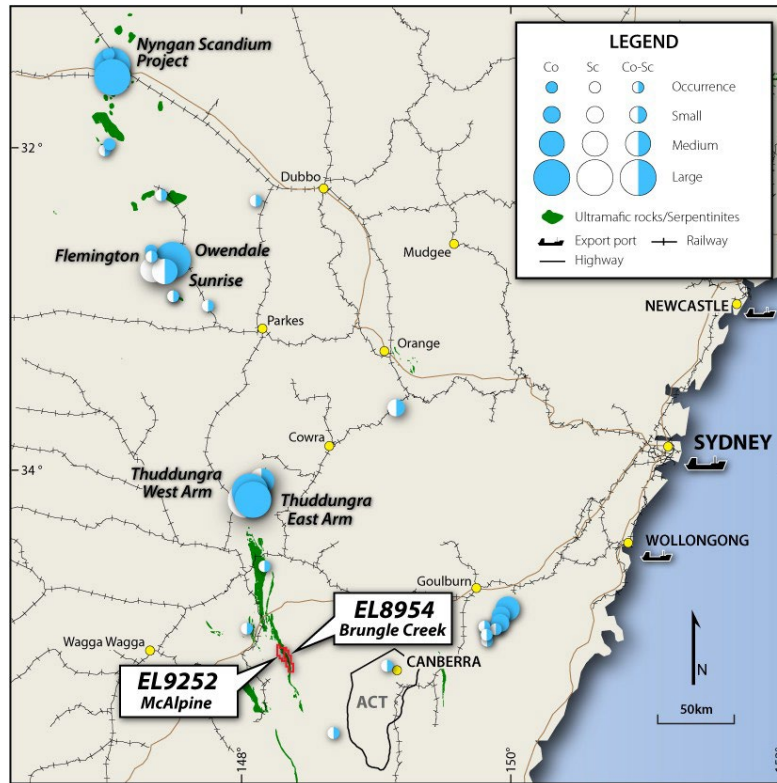 Nyngan Scandium
Project
LEGEND
Co Sc Co-Sc
Occurrence
Small
Medium
Large
Ultramafic rocks/Serpentinites
Export port Railway
Highway
32°
Dubbo
Mudgee
Flemington
Owendale
Sunrise
NEWCASTLE
Parkes
Orange
Cowra
SYDNEY
34°
Thuddungra
West Arm
Thuddungra
East Arm
WOLLONGONG
Goulburn
EL8954
Brungle Creek
Wagga Wagga
CANBERRA
EL9252
McAlpine
ACT
N
50km
148°
150°